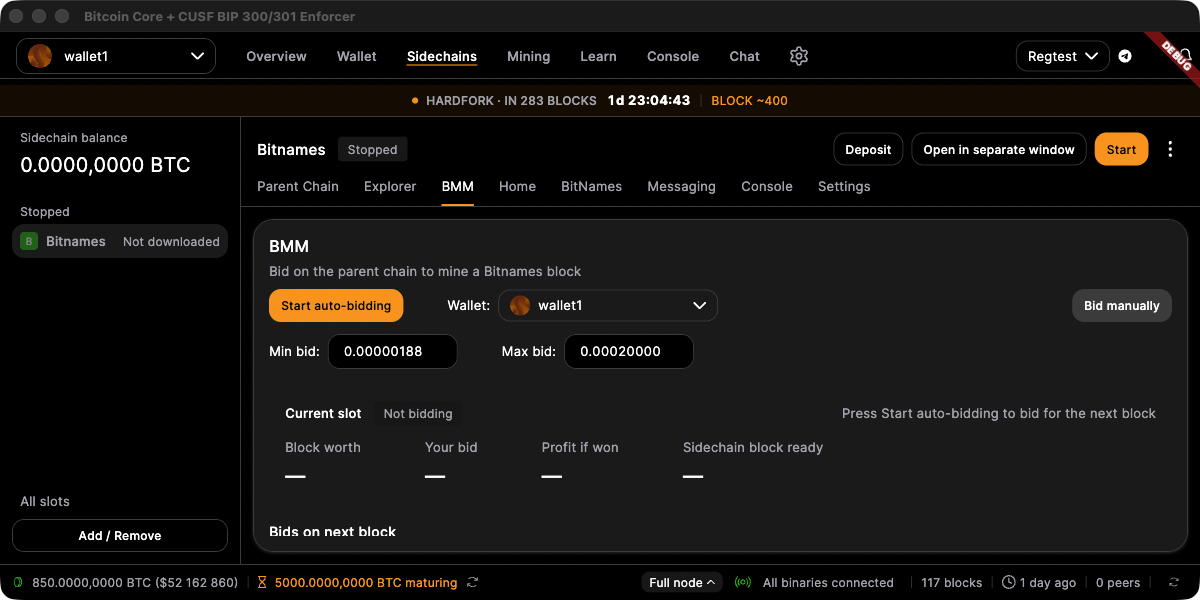 Bitcoin Core + CUSF BIP 300/301 Enforcer
wallet1
Overview
Wallet
Sidechains
Mining
Learn
Console
Chat
Regtest
DEBUG
HARDFORK · IN 283 BLOCKS 1d 23:04:43 BLOCK ~400
Sidechain balance
0.0000,0000 BTC
Stopped
B Bitnames Not downloaded
All slots
Add / Remove
Bitnames Stopped
Deposit
Open in separate window
Start
Parent Chain
Explorer
BMM
Home
BitNames
Messaging
Console
Settings
BMM
Bid on the parent chain to mine a Bitnames block
Start auto-bidding
Wallet: wallet1
Bid manually
Min bid: 0.00000188
Max bid: 0.00020000
Current slot Not bidding
Press Start auto-bidding to bid for the next block
Block worth
Your bid
Profit if won
Sidechain block ready
— — — —
Bids on next block
850.0000,0000 BTC ($52 162 860)
5000.0000,0000 BTC maturing
Full node
All binaries connected
117 blocks
1 day ago
0 peers